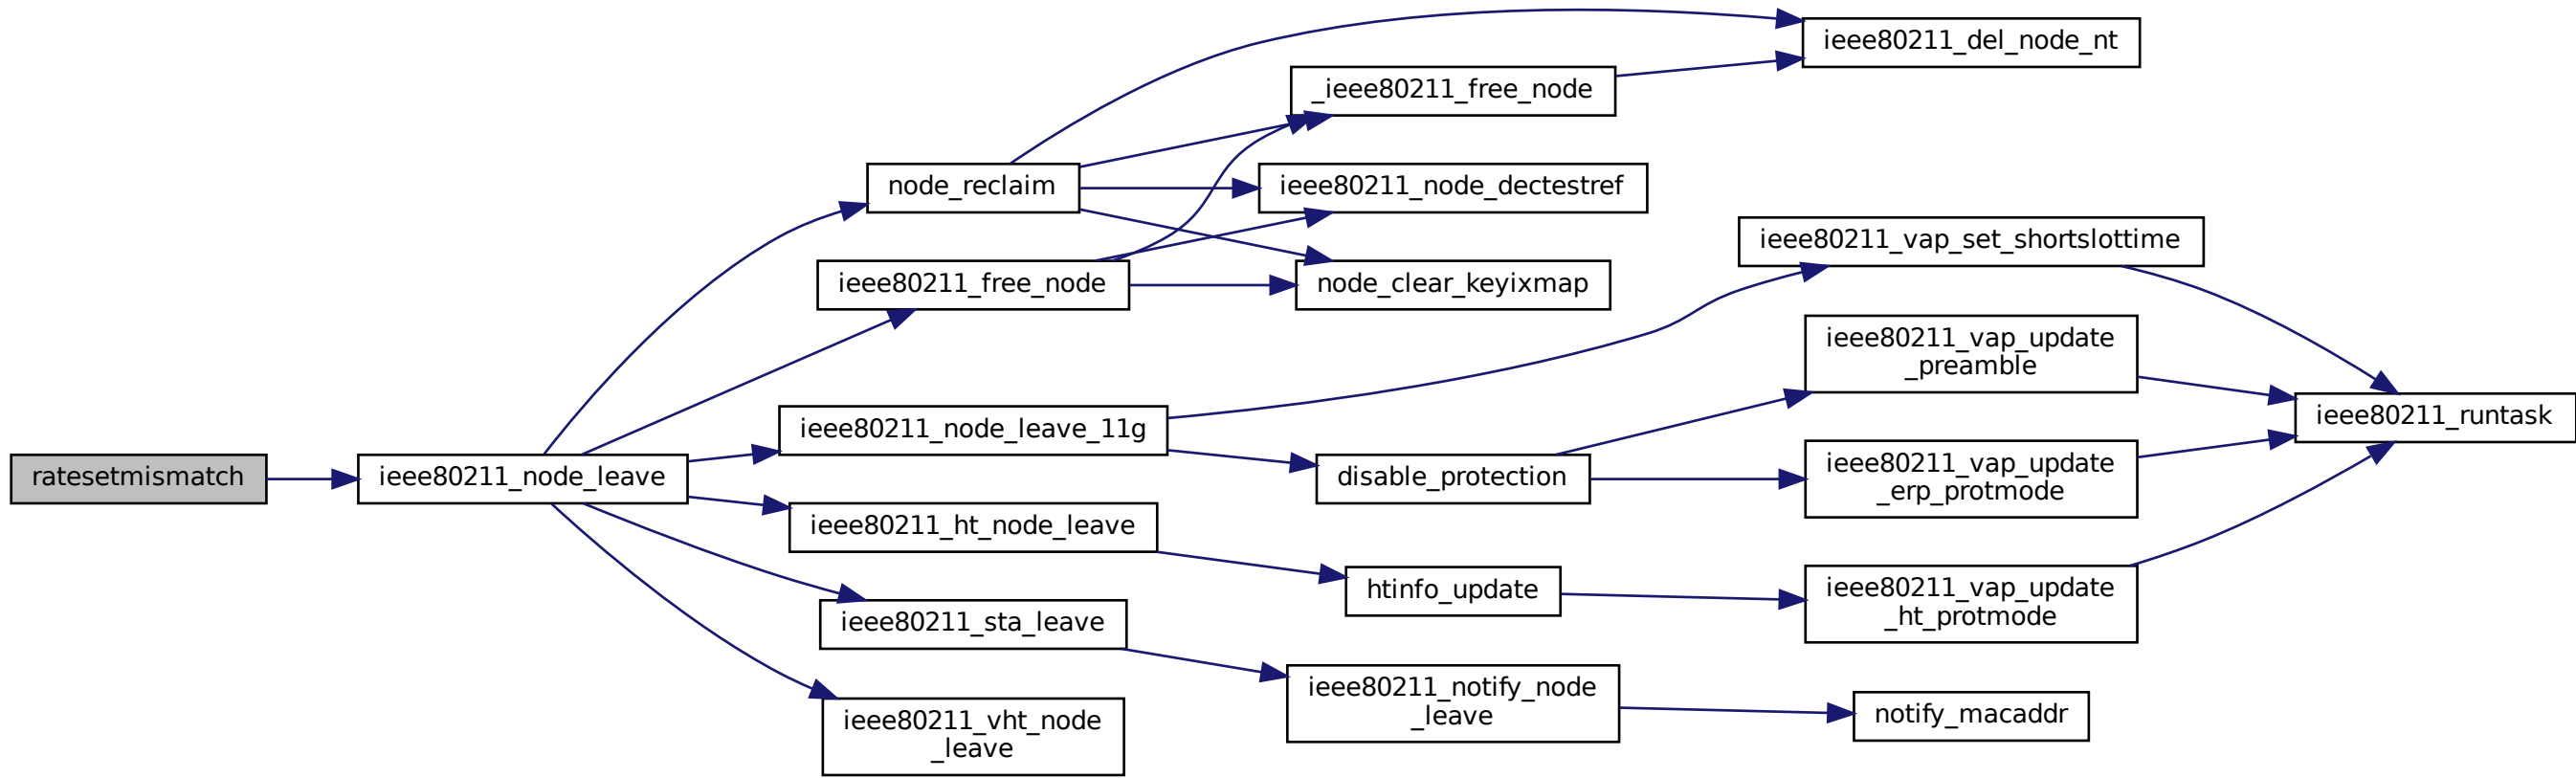 ieee80211_del_node_nt
_ieee80211_free_node
node_reclaim
ieee80211_node_dectestref
ieee80211_vap_set_shortslottime
ieee80211_free_node
node_clear_keyixmap
ieee80211_vap_update
_preamble
ieee80211_runtask
ieee80211_node_leave_11g
ratesetmismatch
ieee80211_node_leave
disable_protection
ieee80211_vap_update
_erp_protmode
ieee80211_ht_node_leave
htinfo_update
ieee80211_vap_update
_ht_protmode
ieee80211_sta_leave
ieee80211_notify_node
_leave
notify_macaddr
ieee80211_vht_node
_leave